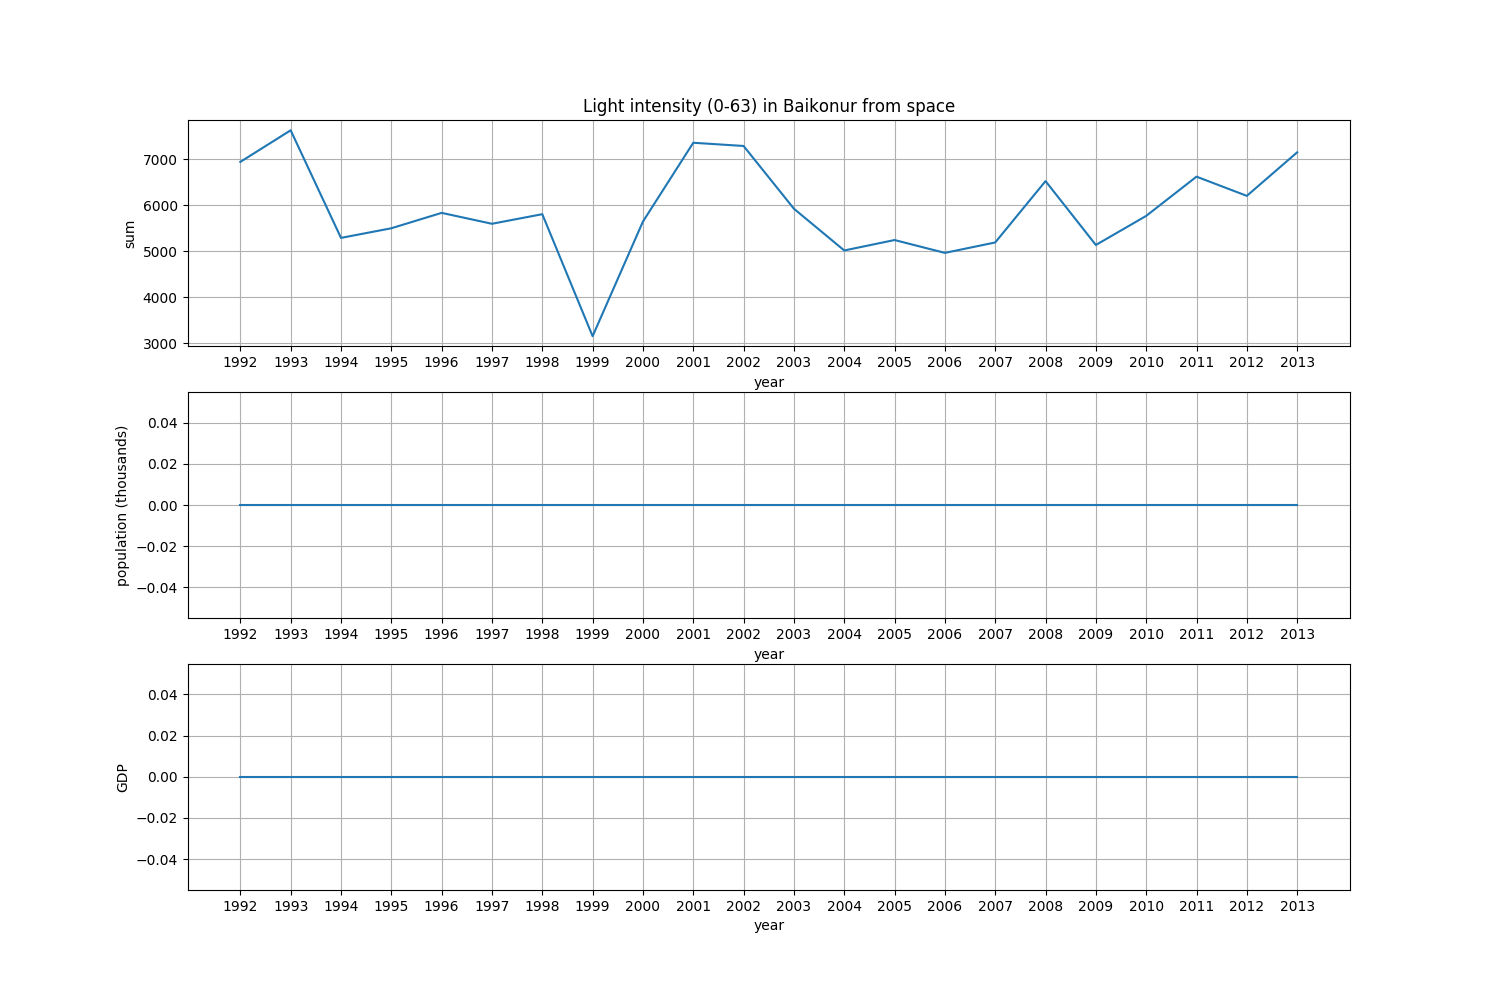 Light intensity (0-63) in Baikonur from space
7000
6000
5000
4000
3000
sum
1992 1993 1994 1995 1996 1997 1998 1999 2000 2001 2002 2003 2004 2005 2006 2007 2008 2009 2010 2011 2012 2013
year
0.04
0.02
0.00
−0.02
−0.04
population (thousands)
1992 1993 1994 1995 1996 1997 1998 1999 2000 2001 2002 2003 2004 2005 2006 2007 2008 2009 2010 2011 2012 2013
year
0.04
0.02
0.00
−0.02
−0.04
GDP
1992 1993 1994 1995 1996 1997 1998 1999 2000 2001 2002 2003 2004 2005 2006 2007 2008 2009 2010 2011 2012 2013
year